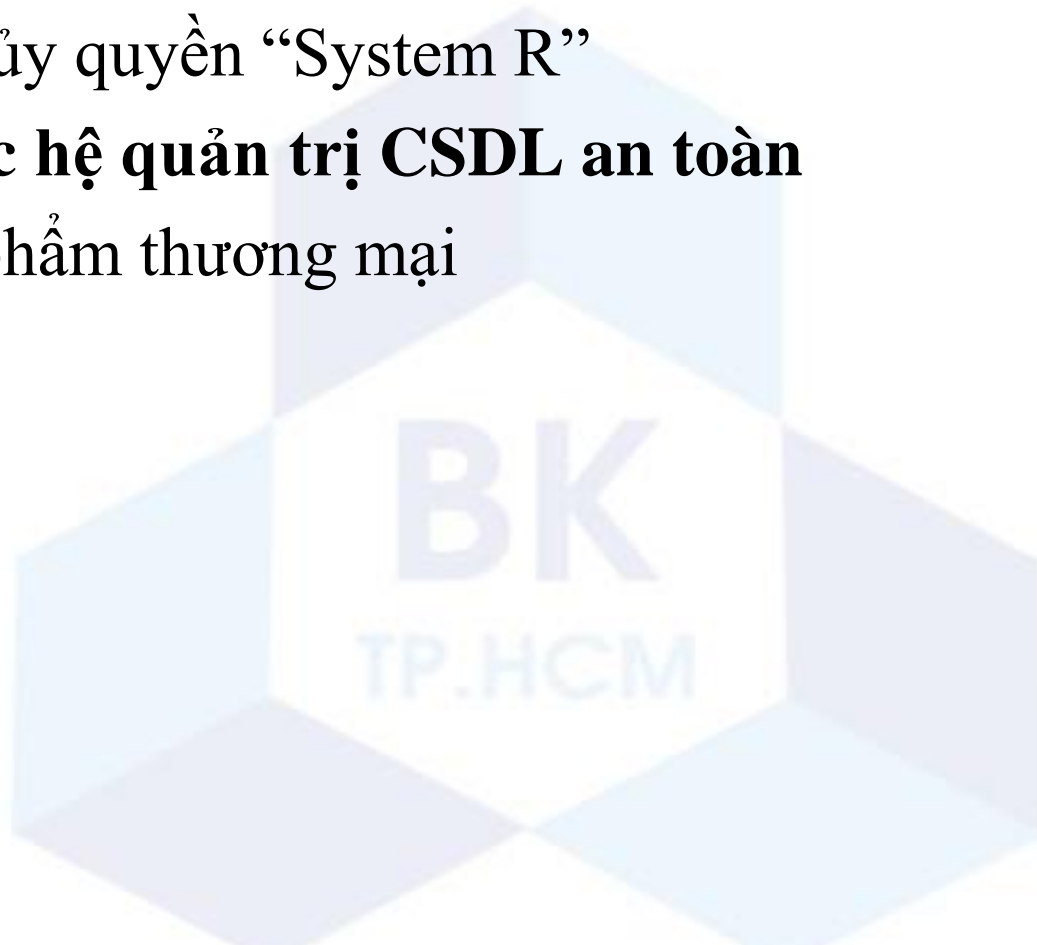 ủy quyền “System R”
c hệ quản trị CSDL an toàn
hẩm thương mại
BK
TP.HCM